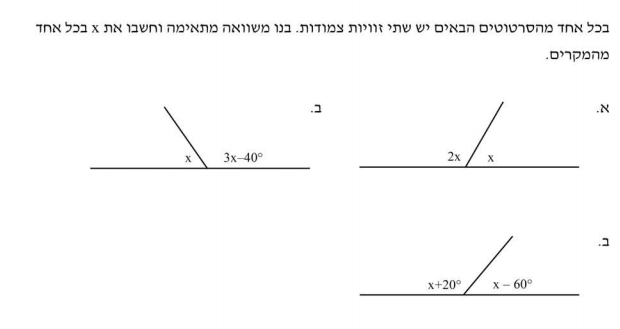 בכל אחד מהסרטוטים הבאים יש שתי זוויות צמודות. בנו משוואה מתאימה וחשבו את x בכל אחד
מהמקרים.
א.
2x x
ב.
x 3x–40°
ב.
x+20° x – 60°